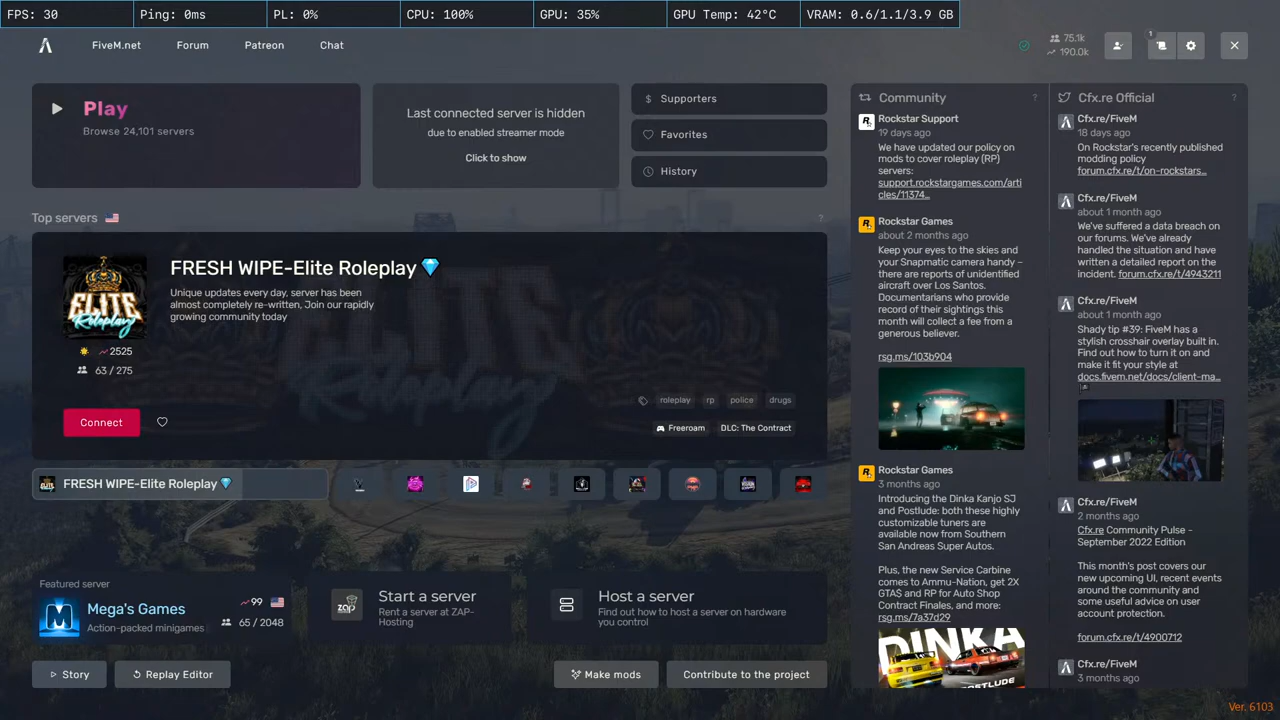 FPS: 30
Ping: 0ms
PL: 0%
CPU: 100%
GPU: 35%
GPU Temp: 42°C
VRAM: 0.6/1.1/3.9 GB
FiveM.net
Forum
Patreon
Chat
75.1k
190.0k
1
Play
Browse 24,101 servers
Last connected server is hidden
due to enabled streamer mode
Click to show
Supporters
Favorites
History
Top servers
?
FRESH WIPE-Elite Roleplay
Unique updates every day, server has been
almost completely re-written, Join our rapidly
growing community today
ELITE
Roleplay
2525
63 / 275
Connect
roleplay
rp
police
drugs
Freeroam
DLC: The Contract
FRESH WIPE-Elite Roleplay
Featured server
Mega's Games
Action-packed minigames
99
65 / 2048
ZAP
Start a server
Rent a server at ZAP-
Hosting
Host a server
Find out how to host a server on hardware
you control
Story
Replay Editor
Make mods
Contribute to the project
Community
?
Rockstar Support
19 days ago
We have updated our policy on
mods to cover roleplay (RP)
servers:
support.rockstargames.com/arti
cles/11374…
Rockstar Games
about 2 months ago
Keep your eyes to the skies and
your Snapmatic camera handy –
there are reports of unidentified
aircraft over Los Santos.
Documentarians who provide
record of their sightings this
month will collect a fee from a
generous believer.
rsg.ms/103b904
Rockstar Games
3 months ago
Introducing the Dinka Kanjo SJ
and Postlude: both these highly
customizable tuners are
available now from Southern
San Andreas Super Autos.
Plus, the new Service Carbine
comes to Ammu-Nation, get 2X
GTA$ and RP for Auto Shop
Contract Finales, and more:
rsg.ms/7a37d29
DINKA
POSTLUDE
Cfx.re Official
?
Cfx.re/FiveM
18 days ago
On Rockstar's recently published
modding policy
forum.cfx.re/t/on-rockstars…
Cfx.re/FiveM
about 1 month ago
We've suffered a data breach on
our forums. We've already
handled the situation and have
written a detailed report on the
incident. forum.cfx.re/t/4943211
Cfx.re/FiveM
about 1 month ago
Shady tip #39: FiveM has a
stylish crosshair overlay built in.
Find out how to turn it on and
make it fit your style at
docs.fivem.net/docs/client-ma…
Cfx.re/FiveM
2 months ago
Cfx.re Community Pulse -
September 2022 Edition
This month's post covers our
new upcoming UI, recent events
around the community and
some useful advice on user
account protection.
forum.cfx.re/t/4900712
Cfx.re/FiveM
3 months ago
Ver. 6103